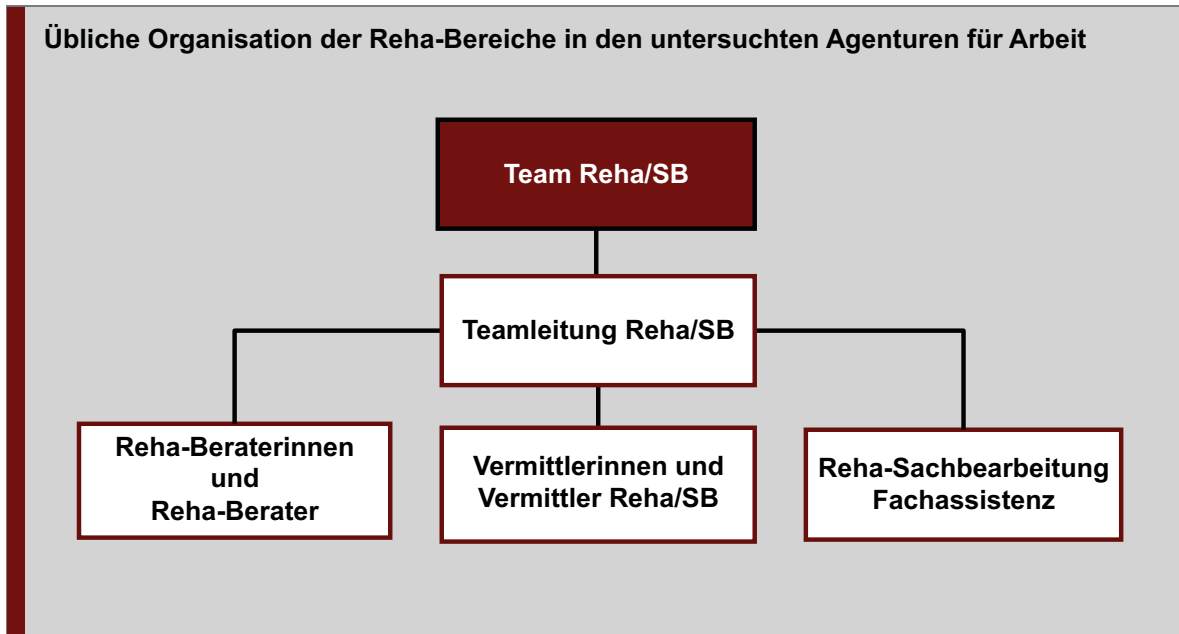 Übliche Organisation der Reha-Bereiche in den untersuchten Agenturen für Arbeit
Team Reha/SB
Teamleitung Reha/SB
Reha-Beraterinnen
und
Reha-Berater
Vermittlerinnen und
Vermittler Reha/SB
Reha-Sachbearbeitung
Fachassistenz